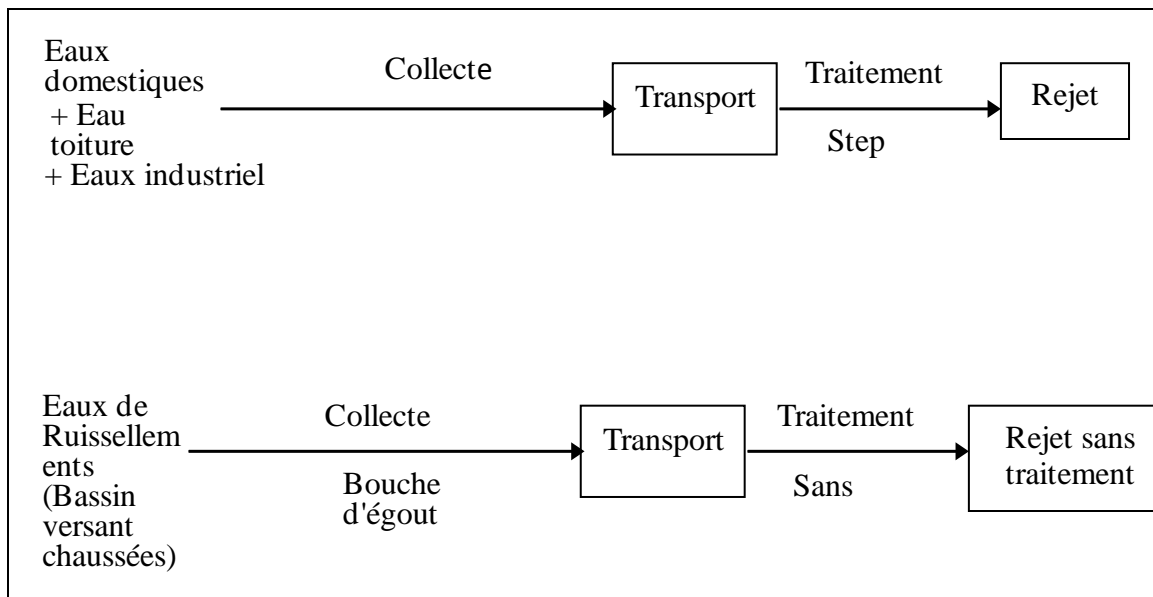 Eaux
domestiques
+ Eau
toiture
+ Eaux industriel
Collecte
Transport
Traitement
Step
Rejet
Eaux de
Ruissellem
ents
(Bassin
versant
chaussées)
Collecte
Bouche
d'égout
Transport
Traitement
Sans
Rejet sans
traitement